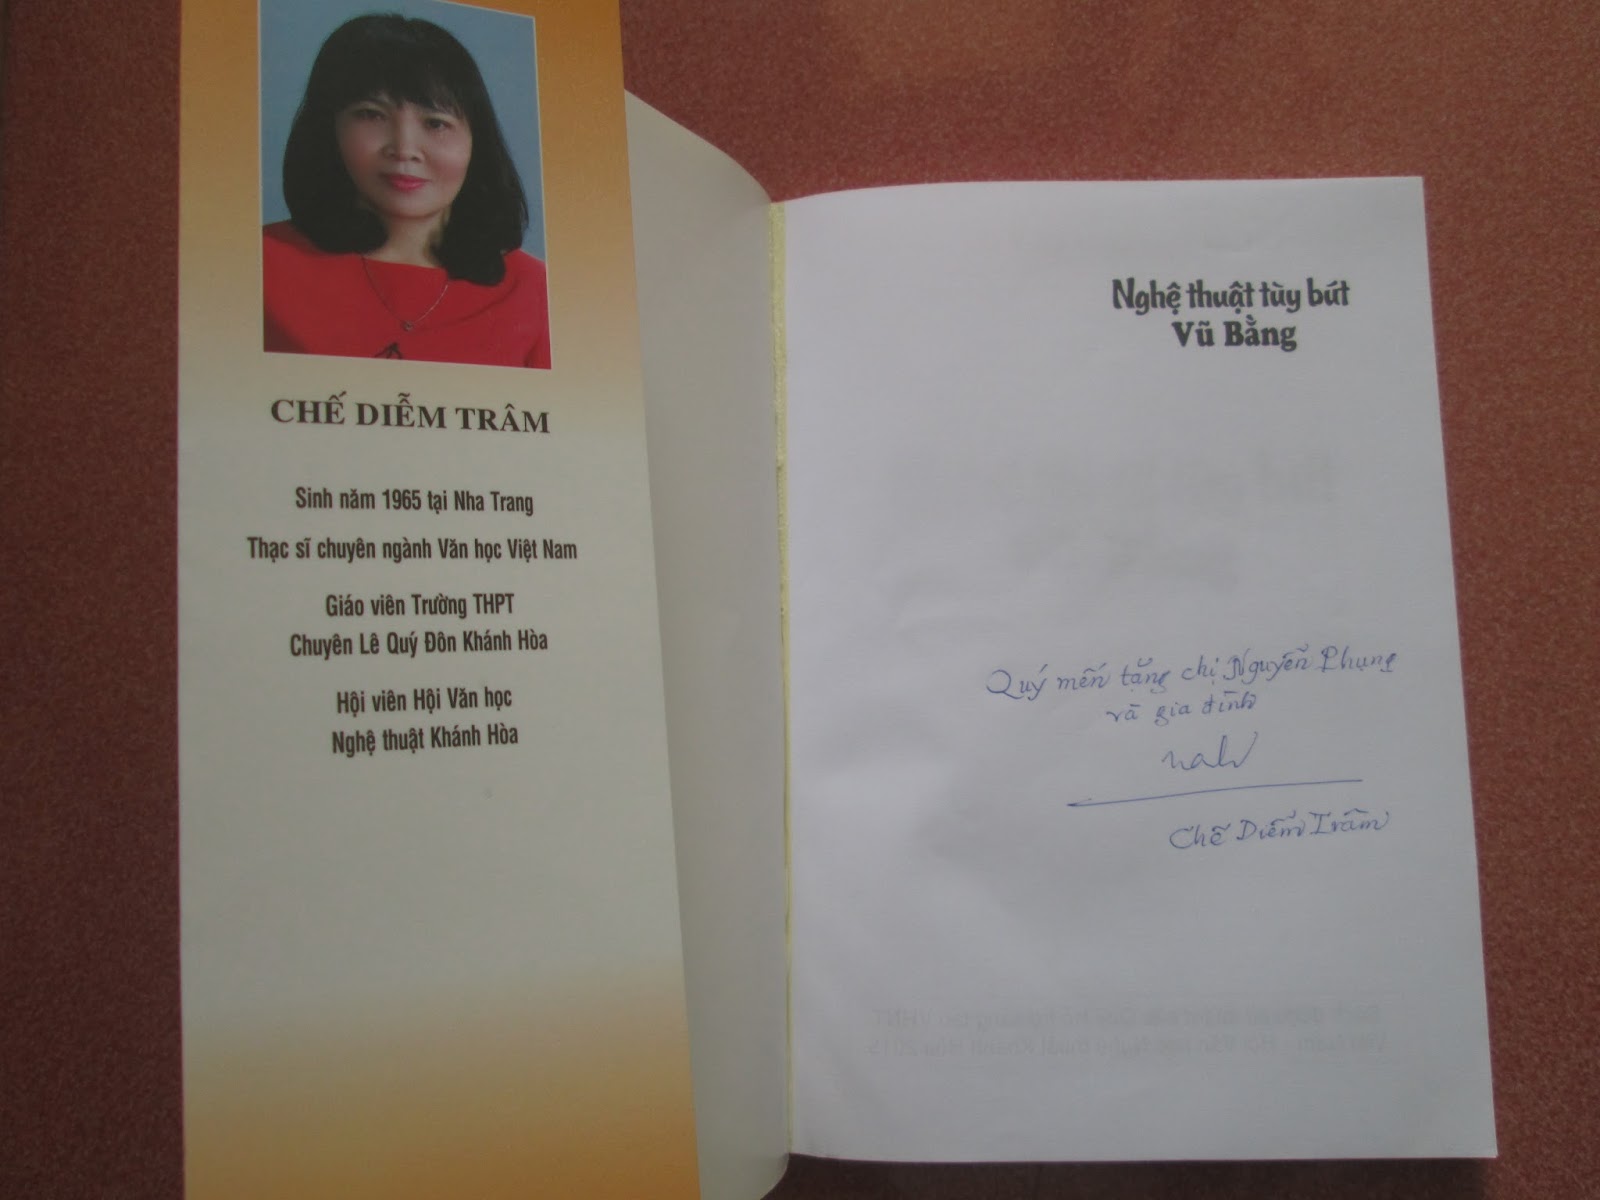 CHẾ DIỄM TRÂM
Sinh năm 1965 tại Nha Trang
Thạc sĩ chuyên ngành Văn học Việt Nam
Giáo viên Trường THPT
Chuyên Lê Quý Đôn Khánh Hòa
Hội viên Hội Văn học
Nghệ thuật Khánh Hòa
Nghệ thuật tùy bút
Vũ Bằng
Quý mến tặng chị Nguyễn Phụng
và gia đình
Chế Diễm Trâm